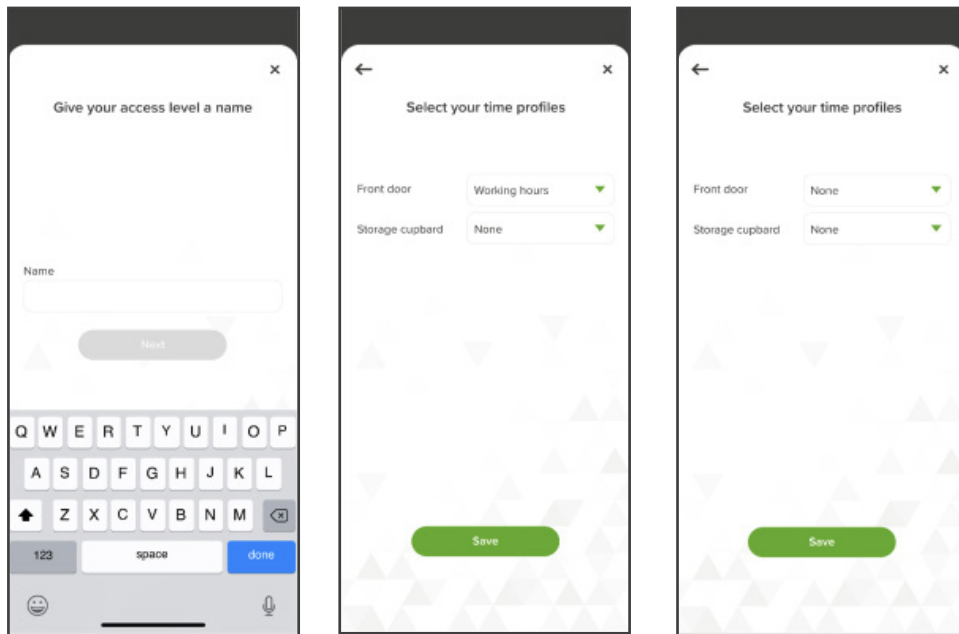 ×
Give your access level a name
Name
Next
Q W E R T Y U I O P
A S D F G H J K L
Z X C V B N M
123 space done
← ×
Select your time profiles
Front door Working hours
Storage cupbard None
Save
← ×
Select your time profiles
Front door None
Storage cupbard None
Save